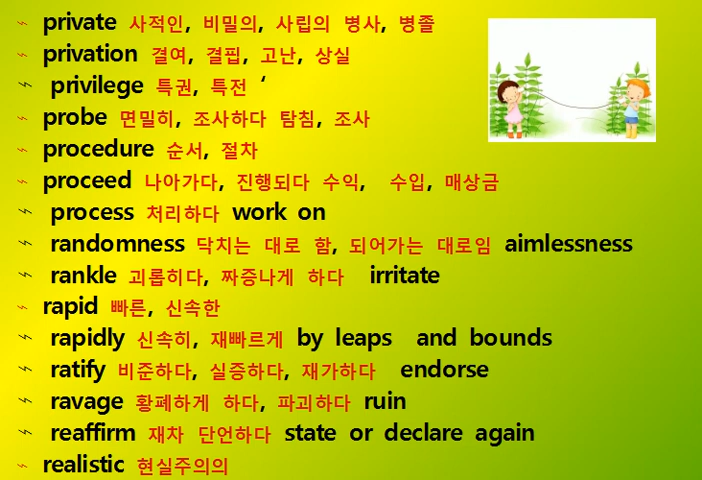 private 사적인, 비밀의, 사립의 병사, 병졸
privation 결여, 결핍, 고난, 상실
privilege 특권, 특전 ‘
probe 면밀히, 조사하다 탐침, 조사
procedure 순서, 절차
proceed 나아가다, 진행되다 수익, 수입, 매상금
process 처리하다 work on
randomness 닥치는 대로 함, 되어가는 대로임 aimlessness
rankle 괴롭히다, 짜증나게 하다 irritate
rapid 빠른, 신속한
rapidly 신속히, 재빠르게 by leaps and bounds
ratify 비준하다, 실증하다, 재가하다 endorse
ravage 황폐하게 하다, 파괴하다 ruin
reaffirm 재차 단언하다 state or declare again
realistic 현실주의의